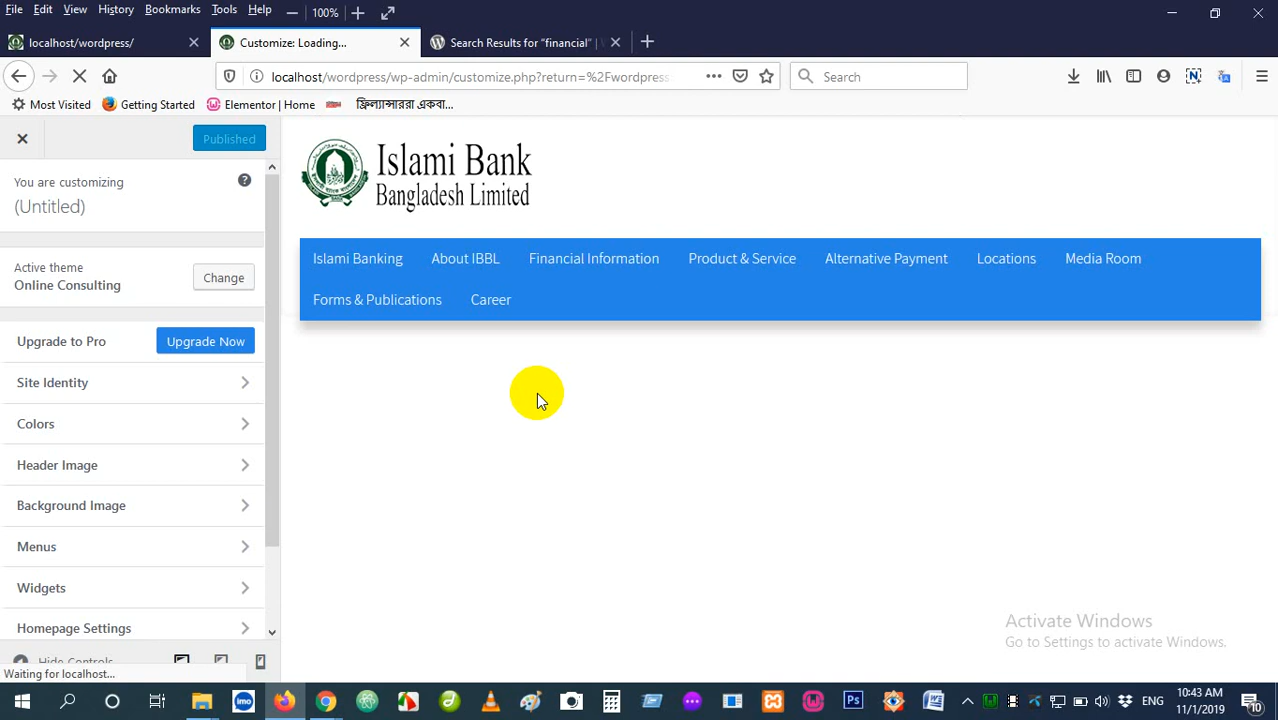 File Edit View History Bookmarks Tools Help 100%
localhost/wordpress/ Customize: Loading... Search Results for "financial" |
localhost/wordpress/wp-admin/customize.php?return=%2Fwordpress Search
Most Visited Getting Started Elementor | Home ফ্রিল্যান্সাররা একবা...
Published
You are customizing
(Untitled)
Active theme
Online Consulting
Change
Upgrade to Pro Upgrade Now
Site Identity
Colors
Header Image
Background Image
Menus
Widgets
Homepage Settings
Hide Controls
Waiting for localhost...
Islami Bank
Bangladesh Limited
Islami Banking About IBBL Financial Information Product & Service Alternative Payment Locations Media Room
Forms & Publications Career
Activate Windows
Go to Settings to activate Windows.
imo Ps ENG 10:43 AM
11/1/2019 10